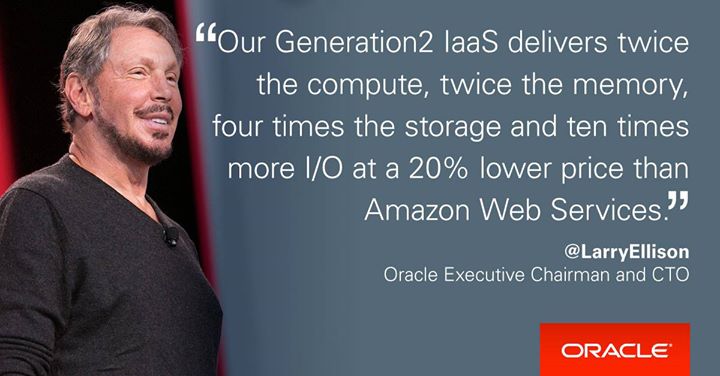 “Our Generation2 IaaS delivers twice
the compute, twice the memory,
four times the storage and ten times
more I/O at a 20% lower price than
Amazon Web Services.”
@LarryEllison
Oracle Executive Chairman and CTO
ORACLE®